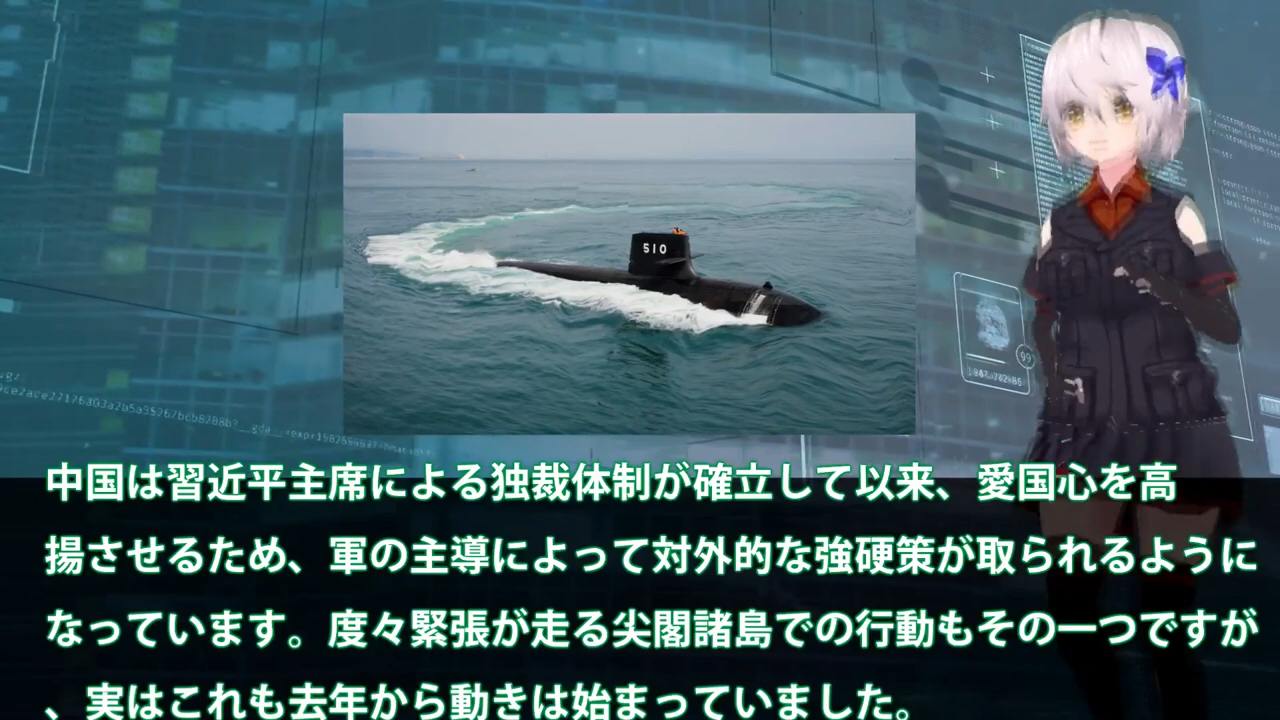 510
99
中国は習近平主席による独裁体制が確立して以来、愛国心を高
揚させるため、軍の主導によって対外的な強硬策が取られるように
なっています。度々緊張が走る尖閣諸島での行動もその一つですが
、実はこれも去年から動きは始まっていました。